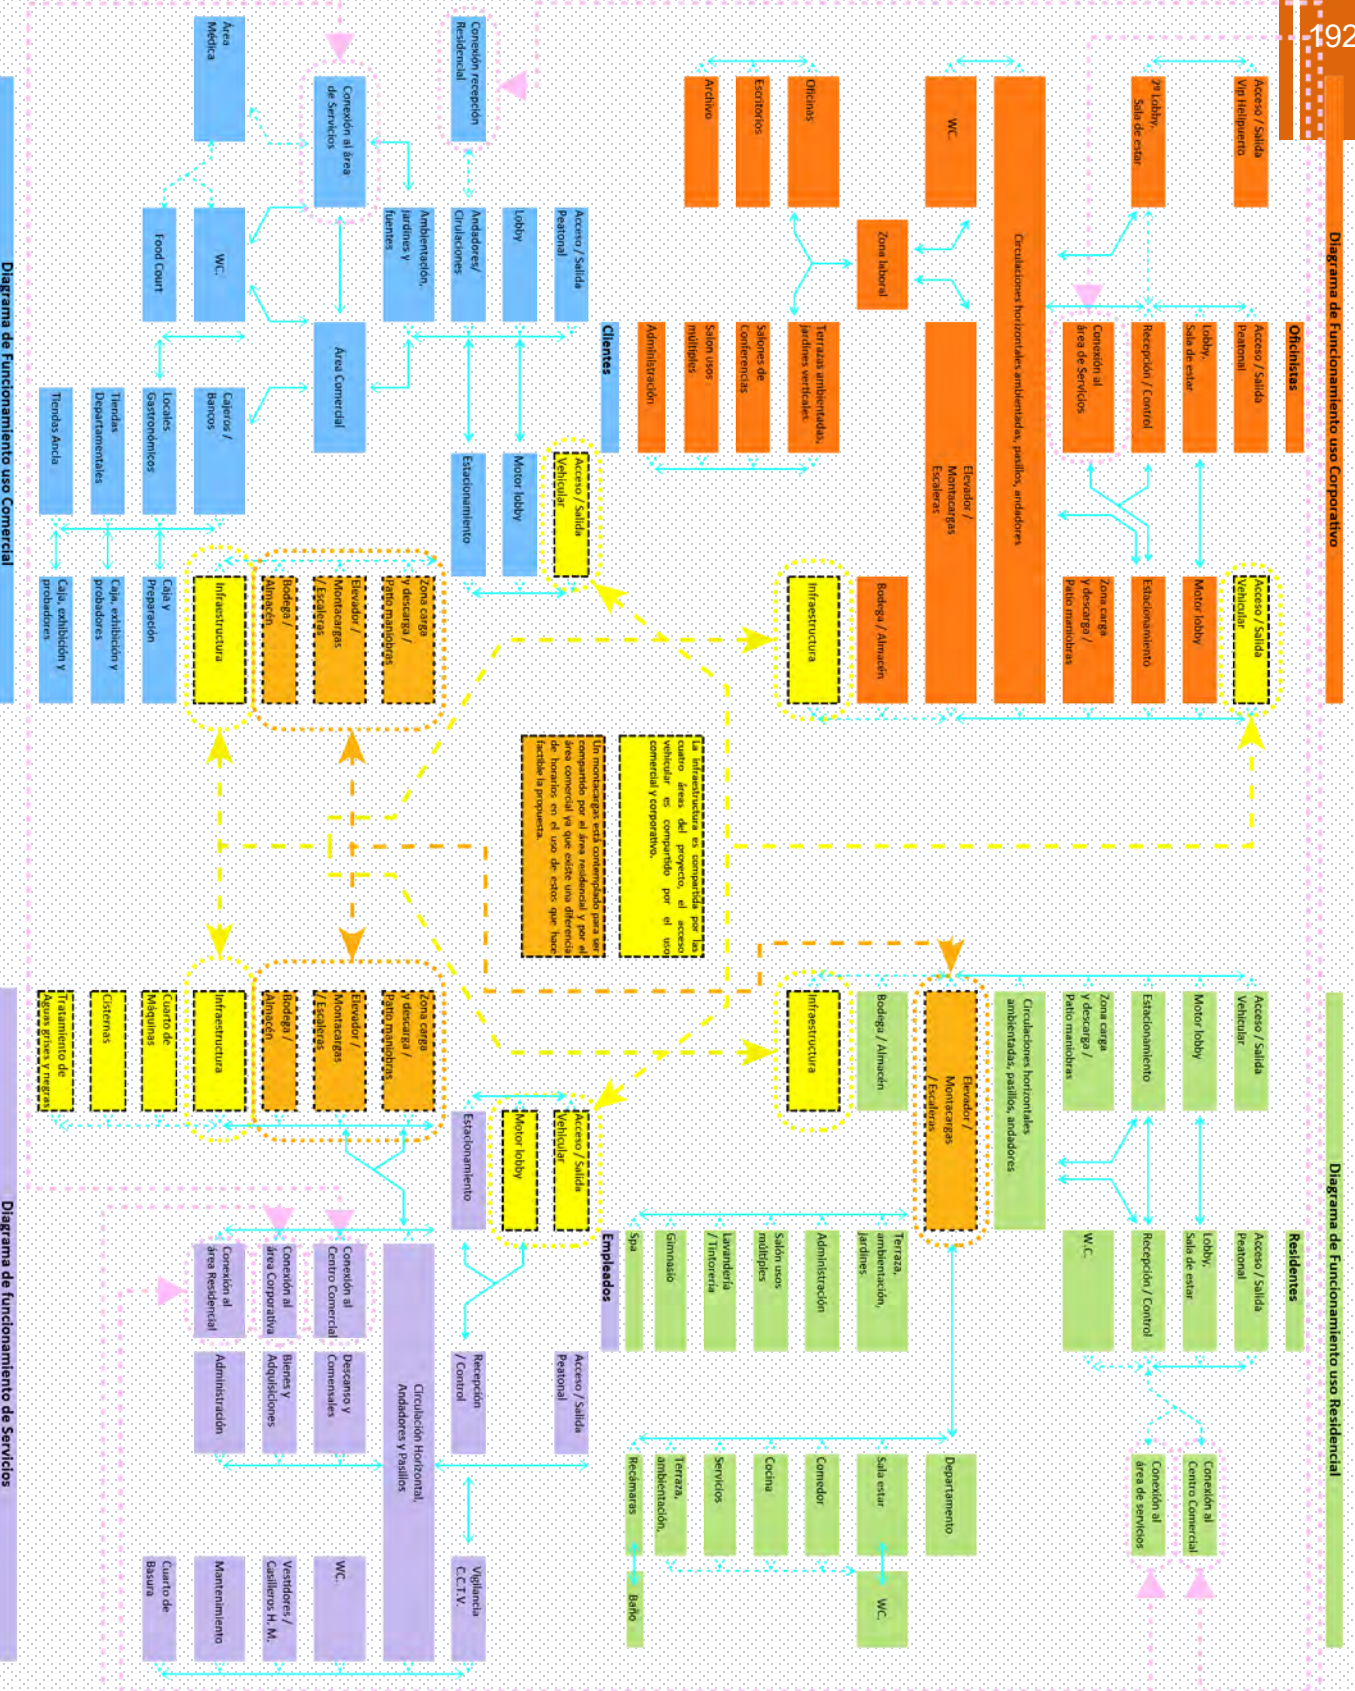 192
Diagrama de Funcionamiento uso Corporativo
Oficinistas
Acceso / Salida
Vip Helipuerto
2º Lobby,
Sala de estar
Circulaciones horizontales ambientadas, pasillos, andadores
WC.
Oficinas
Escritorios
Archivo
Zona laboral
Acceso / Salida
Peatonal
Lobby,
Sala de estar
Recepción / Control
Conexión al
área de Servicios
Elevador /
Montacargas
Escaleras
Terrazas ambientadas,
jardines verticales
Salones de
Conferencias
Salon usos
múltiples
Administración
Acceso / Salida
Vehicular
Motor lobby
Estacionamiento
Zona carga
y descarga /
Patio maniobras
Bodega / Almacén
Infraestructura
Diagrama de Funcionamiento uso Residencial
Residentes
Acceso / Salida
Vehicular
Motor lobby
Estacionamiento
Zona carga
y descarga /
Patio maniobras
Circulaciones horizontales
ambientadas, pasillos, andadores
Elevador /
Montacargas
/ Escaleras
Bodega / Almacén
Infraestructura
Acceso / Salida
Peatonal
Lobby,
Sala de estar
Recepción / Control
W.C.
Terraza,
ambientación,
jardines
Administración
Salón usos
múltiples
Lavandería
/ Tintorería
Gimnasio
Spa
Conexión al
Centro Comercial
Conexión al
área de servicios
Departamento
Sala estar
Comedor
Cocina
Servicios
Terraza,
ambientación,
Recámaras
WC.
Baño
La infraestructura es compartida por las
cuatro áreas del proyecto, el acceso
vehicular es compartido por el uso
comercial y corporativo.
Un montacargas está contemplado para ser
compartido por el área residencial y por el
área comercial ya que existe una diferencia
de horarios en el uso de estos que hace
factible la propuesta.
Clientes
Conexión recepción
Residencial
Conexión al área
de Servicios
Área
Médica
Acceso / Salida
Peatonal
Lobby
Andadores/
Cirulaciones
Ambientación,
jardines y
fuentes
WC.
Food Court
Área Comercial
Cajeros /
Bancos
Locales
Gastronómicos
Tiendas
Departamentales
Tiendas Ancla
Acceso / Salida
Vehicular
Motor lobby
Estacionamiento
Zona carga
y descarga /
Patio maniobras
Elevador /
Montacargas
/ Escaleras
Bodega /
Almacén
Infraestructura
Caja y
Preparación
Caja, exhibición y
probadores
Caja, exhibición y
probadores
Diagrama de Funcionamiento uso Comercial
Empleados
Zona carga
y descarga /
Patio maniobras
Elevador /
Montacargas
/ Escaleras
Bodega /
Almacén
Infraestructura
Cuarto de
Máquinas
Cisternas
Tratamiento de
Aguas grises y negras
Acceso / Salida
Vehicular
Motor lobby
Estacionamiento
Conexión al
Centro Comercial
Conexión al
área Corporativa
Conexión al
área Residencial
Acceso / Salida
Peatonal
Recepción
/ Control
Circulación Horizontal,
Andadores y Pasillos
Descanso y
Comensales
Bienes y
Adquisiciones
Administración
Vigilancia
C.C.T.V.
WC.
Vestidores /
Casilleros H. M.
Mantenimiento
Cuarto de
Basura
Diagrama de funcionamiento de Servicios